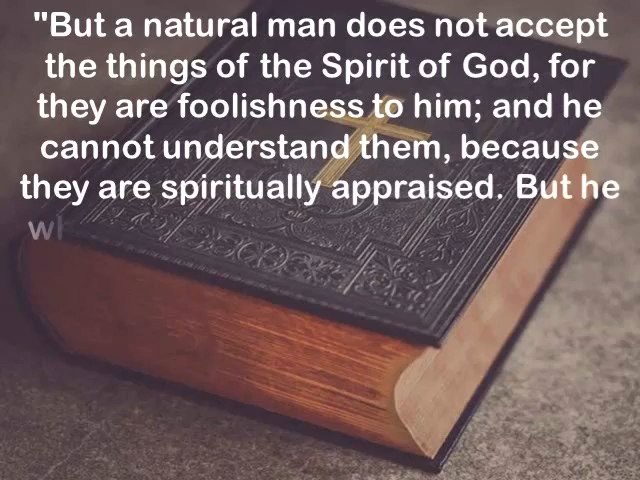 "But a natural man does not accept
the things of the Spirit of God, for
they are foolishness to him; and he
cannot understand them, because
they are spiritually appraised. But he